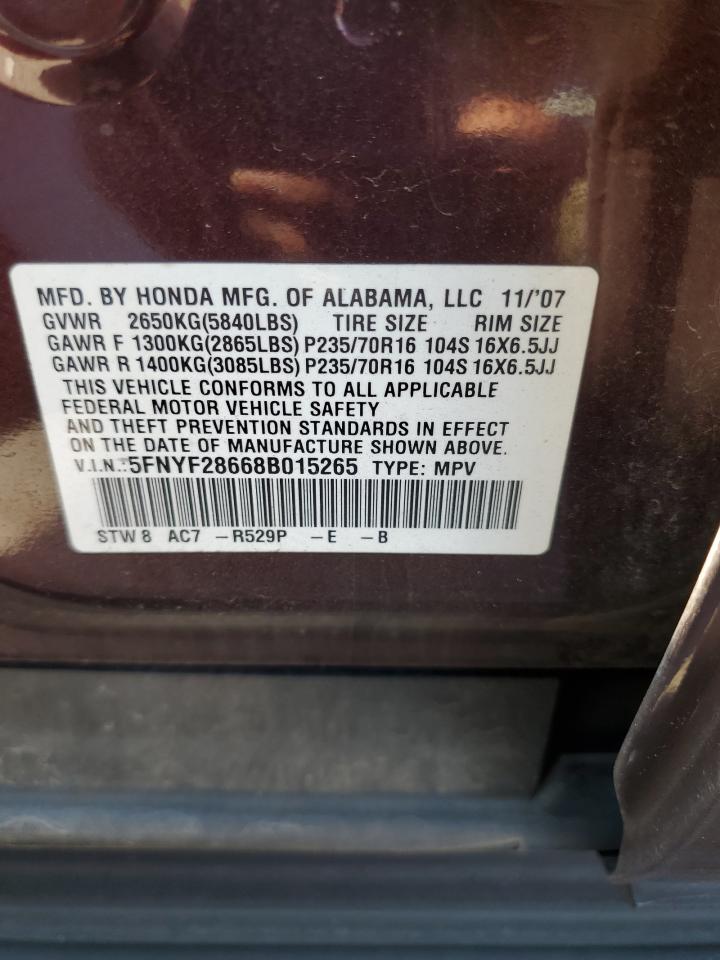 MFD. BY HONDA MFG. OF ALABAMA, LLC 11/'07
GVWR 2650KG(5840LBS) TIRE SIZE RIM SIZE
GAWR F 1300KG(2865LBS) P235/70R16 104S 16X6.5JJ
GAWR R 1400KG(3085LBS) P235/70R16 104S 16X6.5JJ
THIS VEHICLE CONFORMS TO ALL APPLICABLE
FEDERAL MOTOR VEHICLE SAFETY
AND THEFT PREVENTION STANDARDS IN EFFECT
ON THE DATE OF MANUFACTURE SHOWN ABOVE.
V.I.N.:5FNYF28668B015265 TYPE: MPV
STW 8 AC7 –R529P –E –B